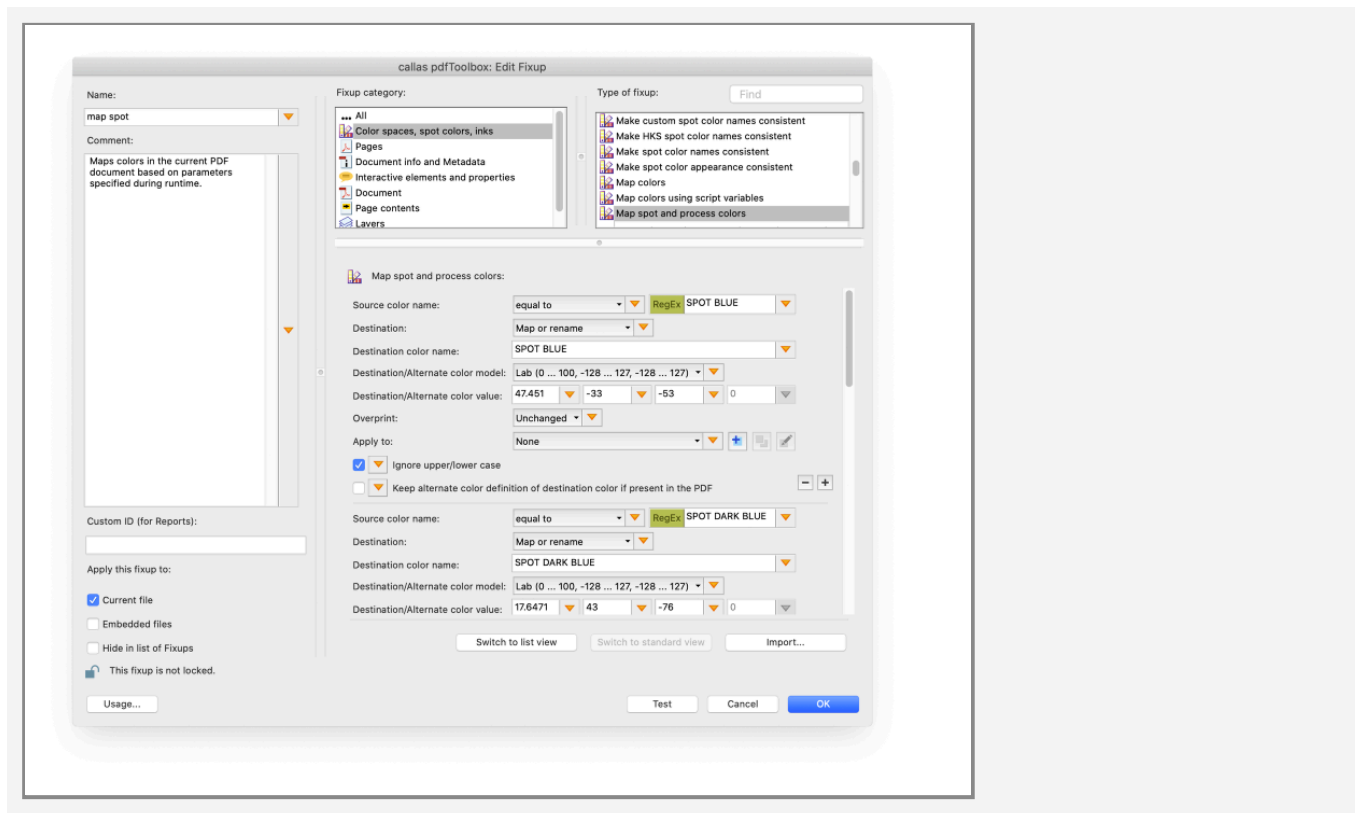 callas pdfToolbox: Edit Fixup
Name:
map spot
Comment:
Maps colors in the current PDF
document based on parameters
specified during runtime.
Custom ID (for Reports):
Apply this fixup to:
Current file
Embedded files
Hide in list of Fixups
This fixup is not locked.
Usage...
Fixup category:
... All
Color spaces, spot colors, inks
Pages
Document info and Metadata
Interactive elements and properties
Document
Page contents
Layers
Type of fixup:
Find
Make custom spot color names consistent
Make HKS spot color names consistent
Make spot color names consistent
Make spot color appearance consistent
Map colors
Map colors using script variables
Map spot and process colors
Map spot and process colors:
Source color name: equal to RegEx SPOT BLUE
Destination: Map or rename
Destination color name: SPOT BLUE
Destination/Alternate color model: Lab (0 ... 100, -128 ... 127, -128 ... 127)
Destination/Alternate color value: 47.451 -33 -53 0
Overprint: Unchanged
Apply to: None
Ignore upper/lower case
Keep alternate color definition of destination color if present in the PDF
Source color name: equal to RegEx SPOT DARK BLUE
Destination: Map or rename
Destination color name: SPOT DARK BLUE
Destination/Alternate color model: Lab (0 ... 100, -128 ... 127, -128 ... 127)
Destination/Alternate color value: 17.6471 43 -76 0
Switch to list view Switch to standard view Import...
Test Cancel OK